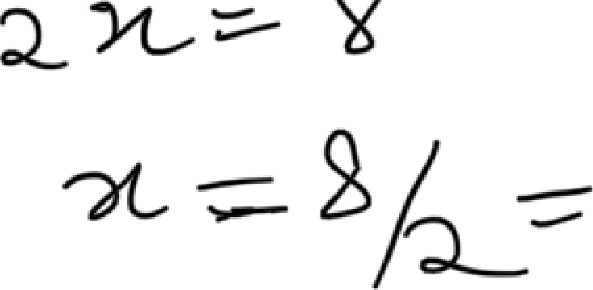 2x = 8
x = 8/2 =